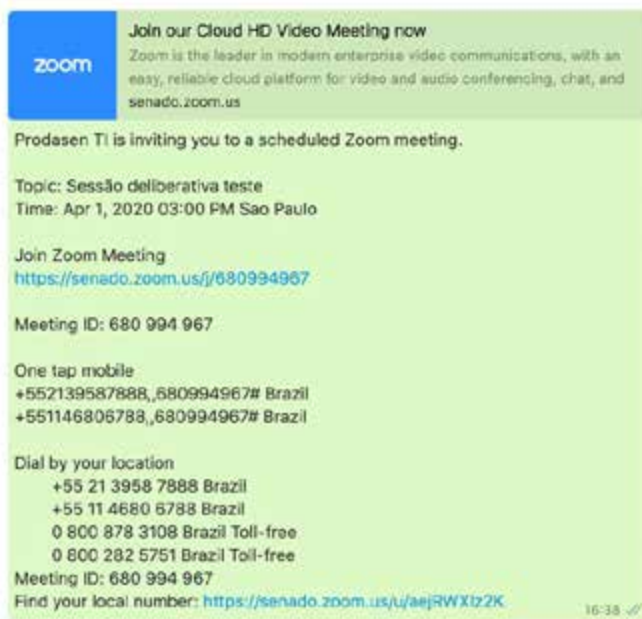 zoom
Join our Cloud HD Video Meeting now
Zoom is the leader in modern enterprise video communications, with an
easy, reliable cloud platform for video and audio conferencing, chat, and
senado.zoom.us
Prodasen TI is inviting you to a scheduled Zoom meeting.
Topic: Sessão deliberativa teste
Time: Apr 1, 2020 03:00 PM Sao Paulo
Join Zoom Meeting
https://senado.zoom.us/j/680994967
Meeting ID: 680 994 967
One tap mobile
+552139587888,,680994967# Brazil
+551146806788,,680994967# Brazil
Dial by your location
+55 21 3958 7888 Brazil
+55 11 4680 6788 Brazil
0 800 878 3108 Brazil Toll-free
0 800 282 5751 Brazil Toll-free
Meeting ID: 680 994 967
Find your local number: https://senado.zoom.us/u/aejRWXIz2K
16:38